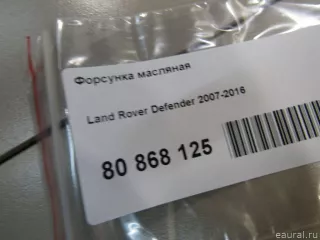 Форсунка масляная
Land Rover Defender 2007-2016
80 868 125
eaural.ru